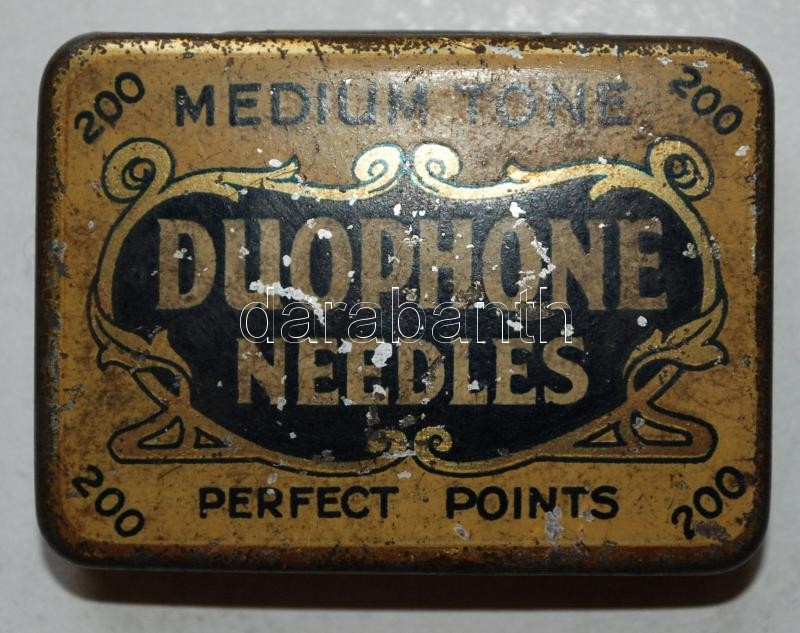 200 MEDIUM TONE 200
DUOPHONE
darabanth
NEEDLES
200 PERFECT POINTS 200